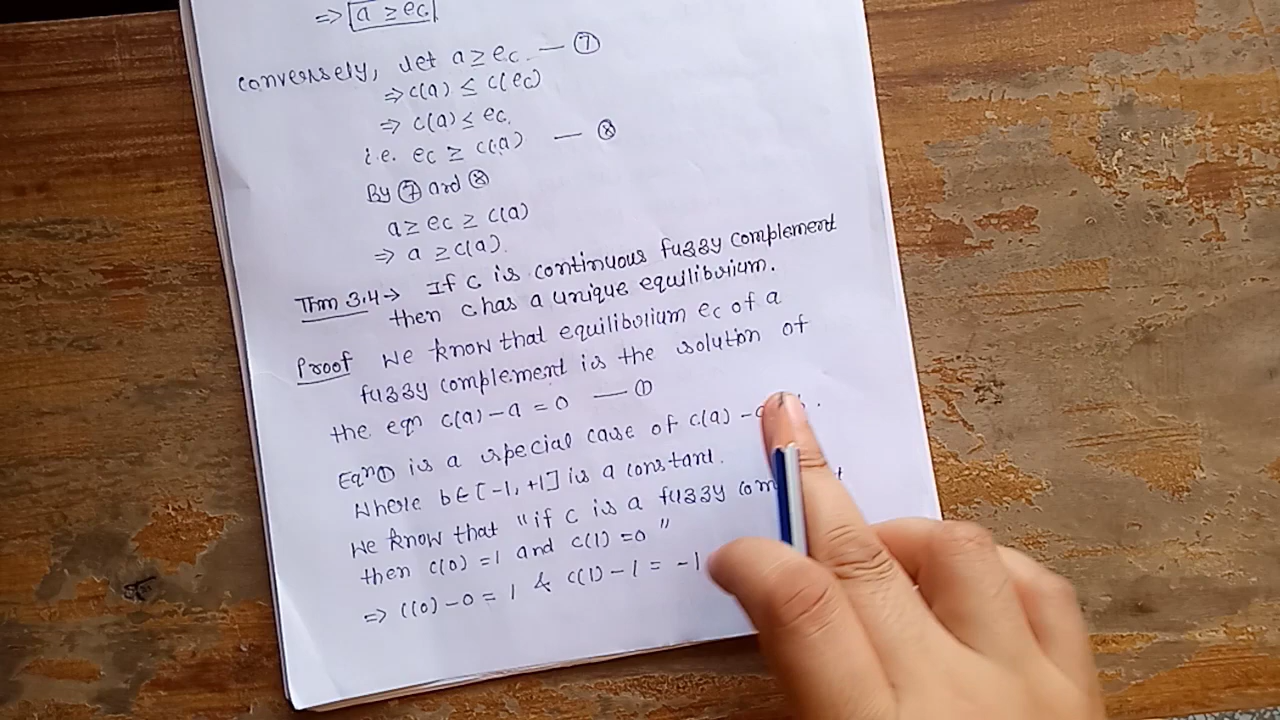 ⇒ a ≥ ec
conversely, let a ≥ ec — ⑦
⇒ c(a) ≤ c(ec)
⇒ c(a) ≤ ec.
i.e. ec ≥ c(a) — ⑧
By ⑦ and ⑧
a ≥ ec ≥ c(a)
⇒ a ≥ c(a).
Thm 3.4 → If c is continuous fuzzy complement
then c has a unique equilibrium.
Proof We know that equilibrium ec of a
fuzzy complement is the solution of
the eqn c(a) - a = 0 — ①
Eqn ① is a special case of c(a) -
Where b ∈ [-1, +1] is a constant.
We know that "if c is a fuzzy
then c(0) = 1 and c(1) = 0"
⇒ c(0) - 0 = 1 & c(1) - 1 = -1